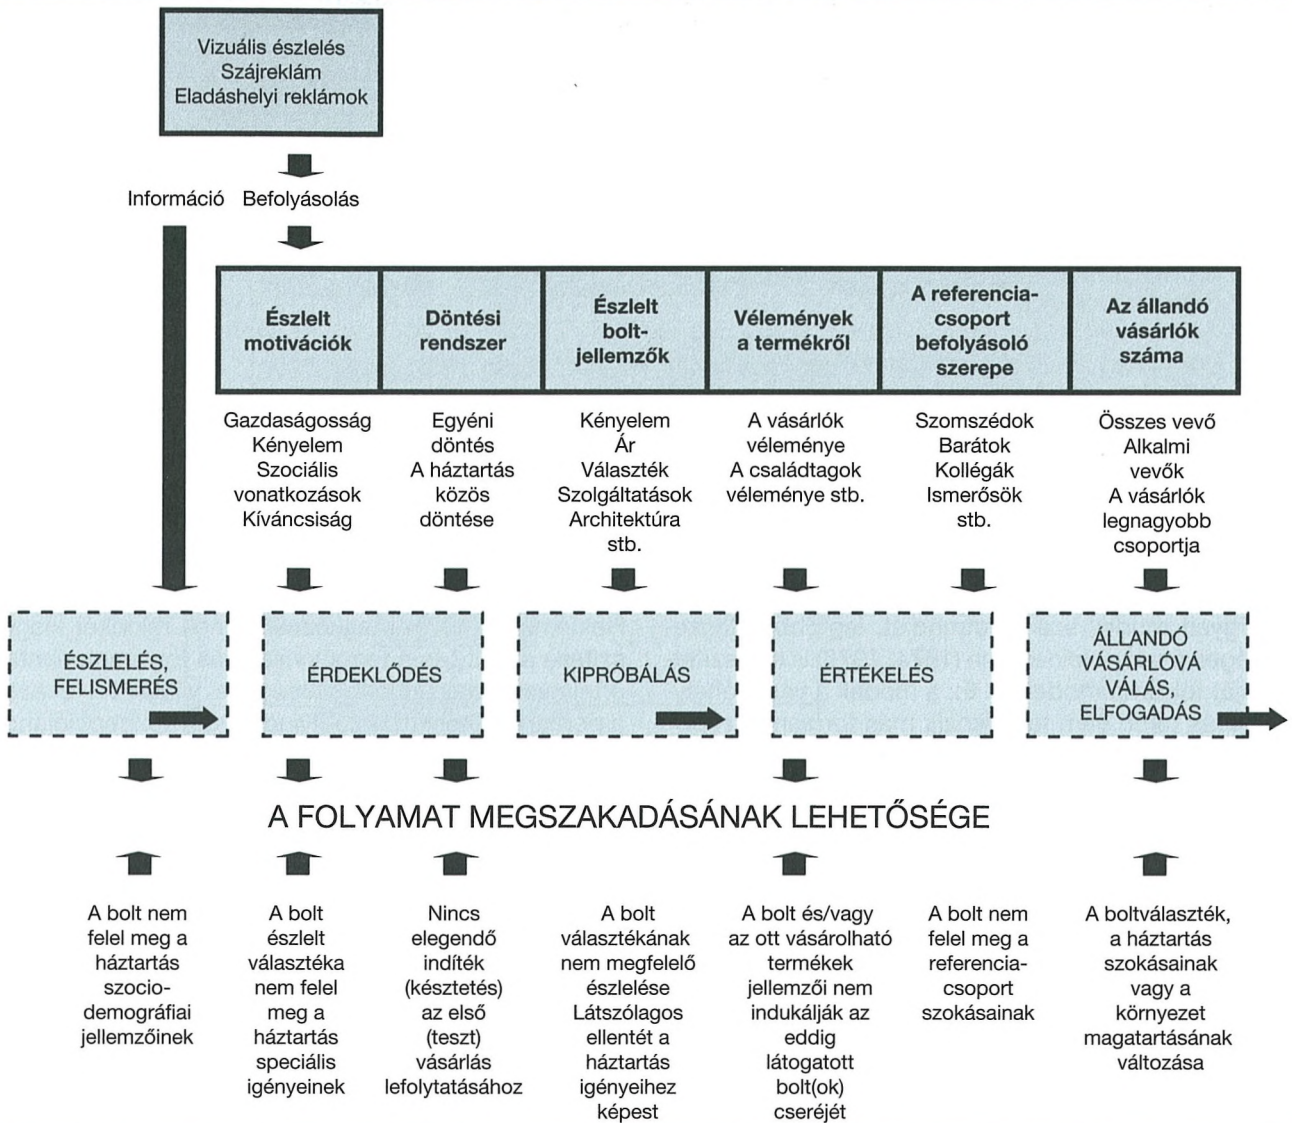 Vizuális észlelés
Szájreklám
Eladáshelyi reklámok
Információ
Befolyásolás
Észlelt
motivációk
Döntési
rendszer
Észlelt
bolt-
jellemzők
Vélemények
a termékről
A referencia-
csoport
befolyásoló
szerepe
Az állandó
vásárlók
száma
Gazdaságosság
Kényelem
Szociális
vonatkozások
Kíváncsiság
Egyéni
döntés
A háztartás
közös
döntése
Kényelem
Ár
Választék
Szolgáltatások
Architektúra
stb.
A vásárlók
véleménye
A családtagok
véleménye stb.
Szomszédok
Barátok
Kollégák
Ismerősök
stb.
Összes vevő
Alkalmi
vevők
A vásárlók
legnagyobb
csoportja
ÉSZLELÉS,
FELISMERÉS
ÉRDEKLŐDÉS
KIPRÓBÁLÁS
ÉRTÉKELÉS
ÁLLANDÓ
VÁSÁRLÓVÁ
VÁLÁS,
ELFOGADÁS
A FOLYAMAT MEGSZAKADÁSÁNAK LEHETŐSÉGE
A bolt nem
felel meg a
háztartás
szocio-
demográfiai
jellemzőinek
A bolt
észlelt
választéka
nem felel
meg a
háztartás
speciális
igényeinek
Nincs
elegendő
indíték
(késztetés)
az első
(teszt)
vásárlás
lefolytatásához
A bolt
választékának
nem megfelelő
észlelése
Látszólagos
ellentét a
háztartás
igényeihez
képest
A bolt és/vagy
az ott vásárolható
termékek
jellemzői nem
indukálják az
eddig
látogatott
bolt(ok)
cseréjét
A bolt nem
felel meg a
referencia-
csoport
szokásainak
A boltválaszték,
a háztartás
szokásainak
vagy a
környezet
magatartásának
változása